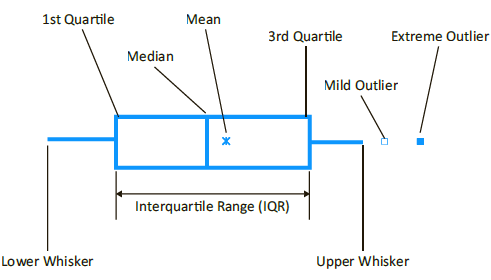 1st Quartile
Mean
3rd Quartile
Extreme Outlier
Median
Mild Outlier
Interquartile Range (IQR)
Lower Whisker
Upper Whisker